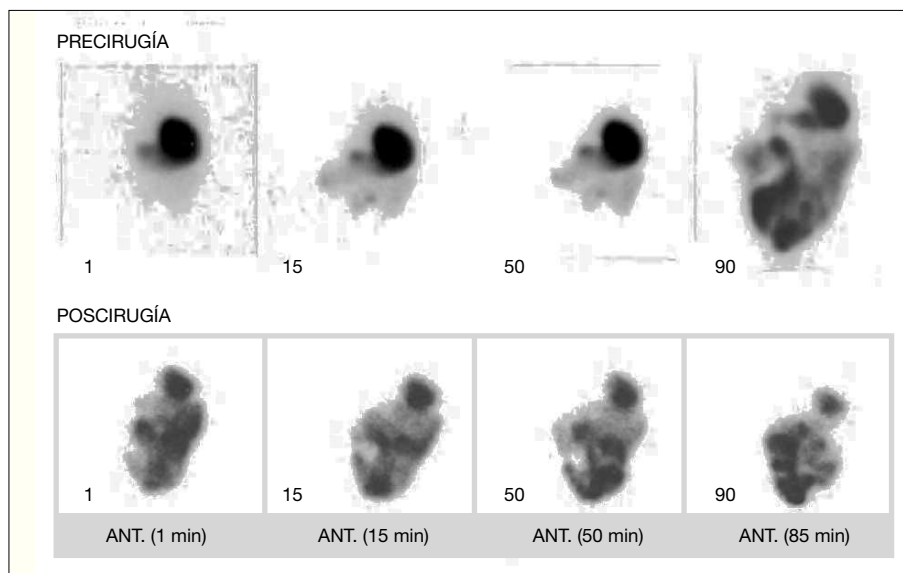 PRECIRUGÍA
1 15 50 90
POSCIRUGÍA
1 15 50 90
ANT. (1 min) ANT. (15 min) ANT. (50 min) ANT. (85 min)